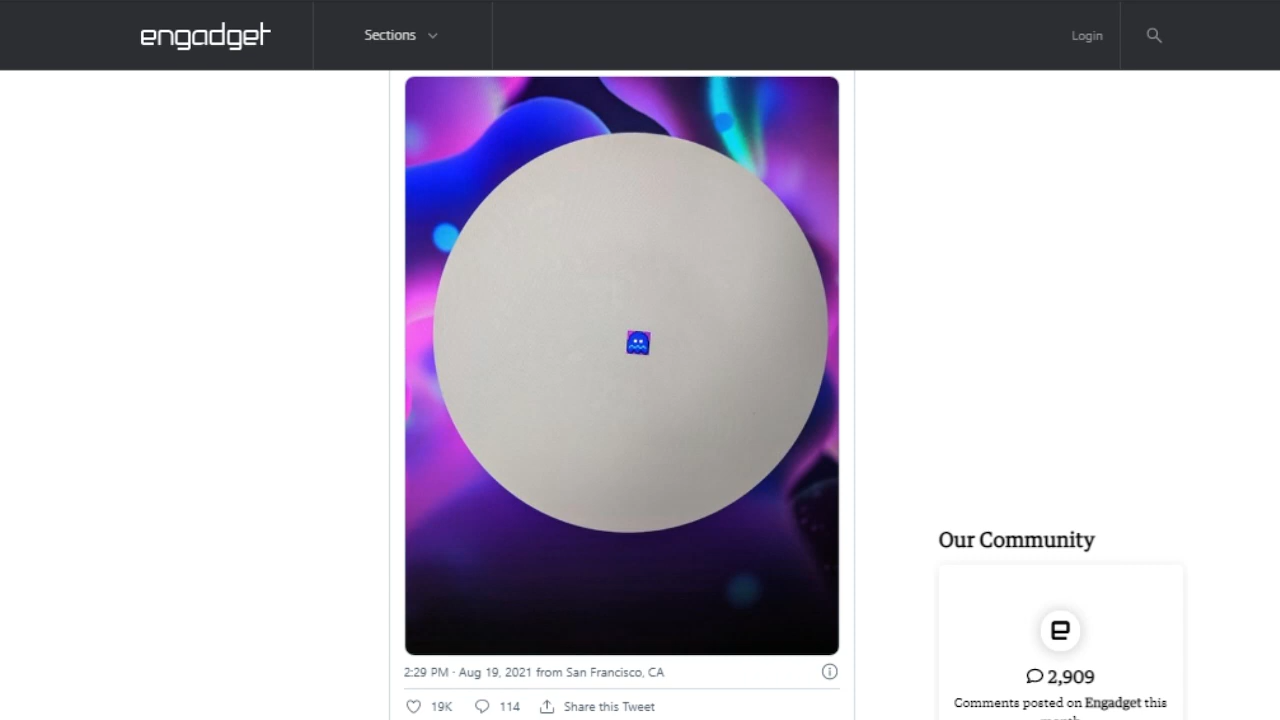 engadget
Sections
Login
2:29 PM · Aug 19, 2021 from San Francisco, CA
19K 114 Share this Tweet
Our Community
e
2,909
Comments posted on Engadget this
month